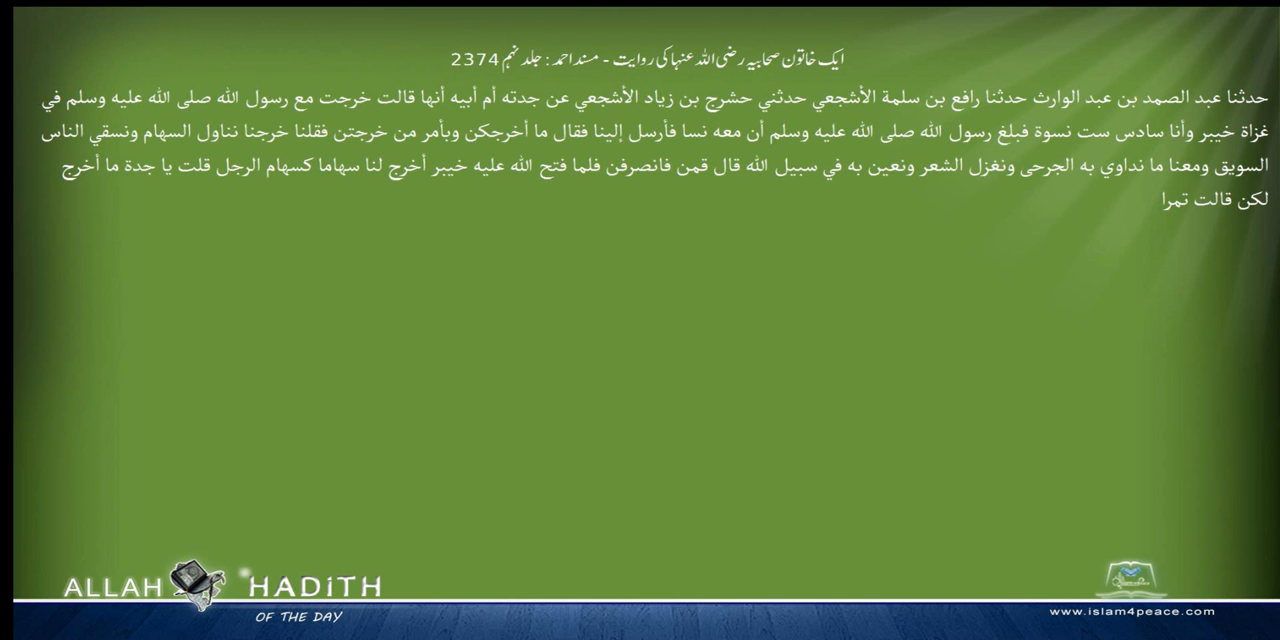 ایک خاتون صحابیہ رضی اللہ عنہا کی روایت - مسند احمد : جلد نہم 2374
حدثنا عبد الصمد بن عبد الوارث حدثنا رافع بن سلمة الأشجعي حدثني حشرج بن زياد الأشجعي عن جدته أم أبيه أنها قالت خرجت مع رسول الله صلى الله عليه وسلم في
غزاة خيبر وأنا سادس ست نسوة فبلغ رسول الله صلى الله عليه وسلم أن معه نسا فأرسل إلينا فقال ما أخرجكن وبأمر من خرجتن فقلنا خرجنا نناول السهام ونسقي الناس
السويق ومعنا ما نداوي به الجرحى ونغزل الشعر ونعين به في سبيل الله قال قمن فانصرفن فلما فتح الله عليه خيبر أخرج لنا سهاما كسهام الرجل قلت يا جدة ما أخرج
لكن قالت تمرا
ALLAH HADITH
OF THE DAY
www.islam4peace.com